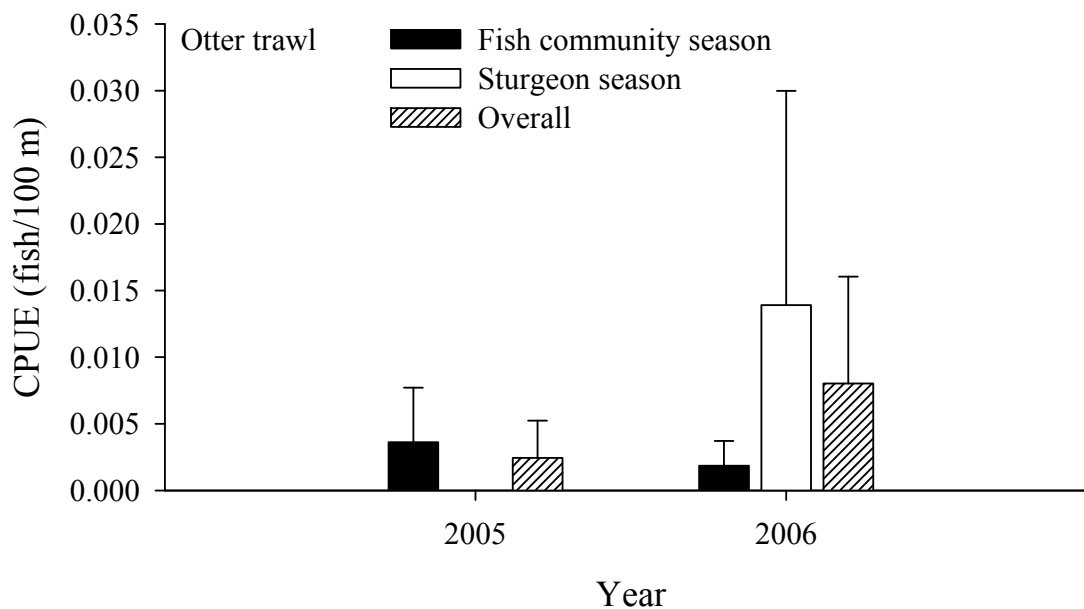 0.035
Otter trawl
Fish community season
0.030
Sturgeon season
Overall
0.025
0.020
0.015
0.010
0.005
0.000
CPUE (fish/100 m)
2005
2006
Year